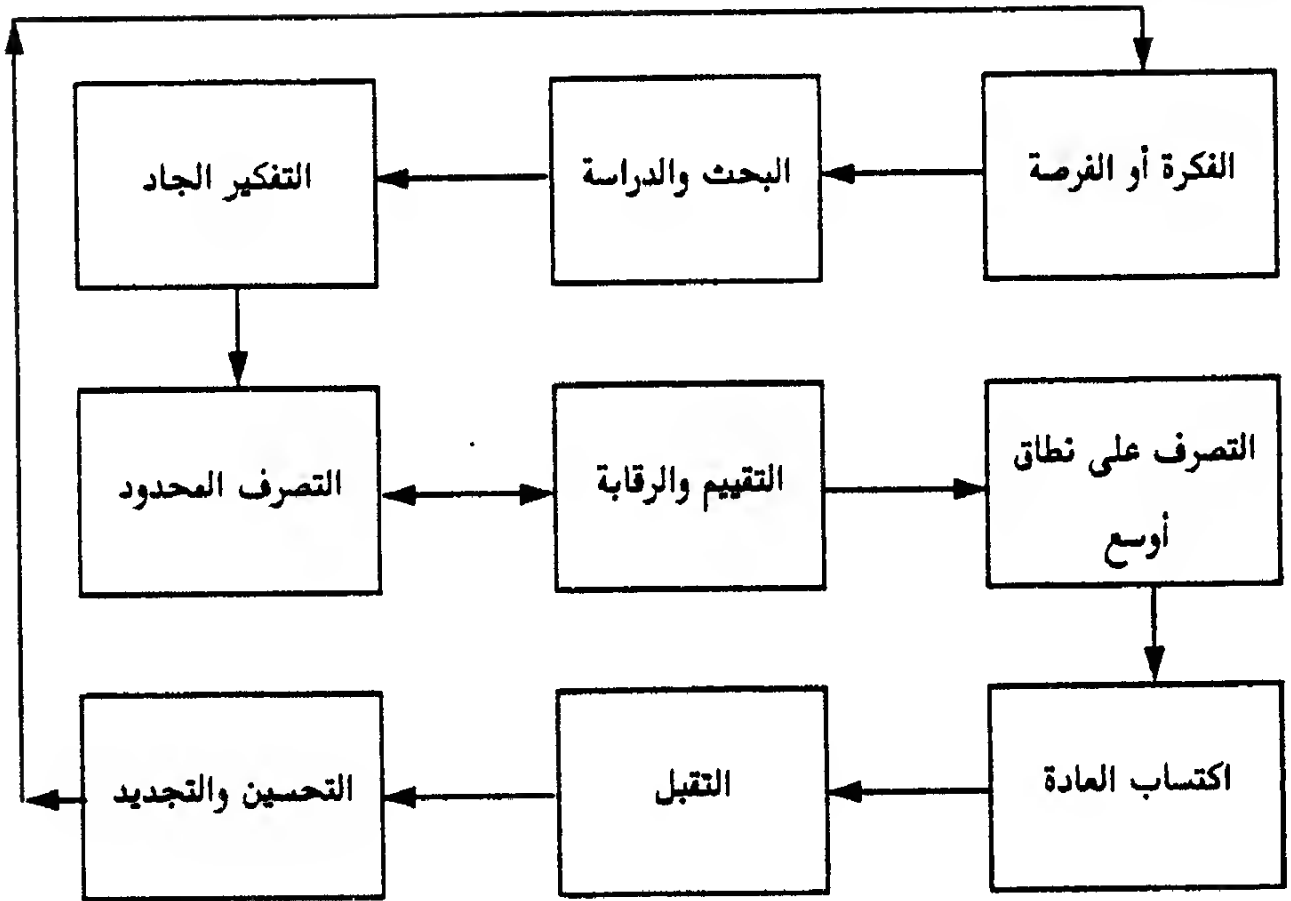 الفكرة أو الفرصة
البحث والدراسة
التفكير الجاد
التصرف المحدود
التقييم والرقابة
التصرف على نطاق
أوسع
اكتساب العادة
التقبل
التحسين والتجديد